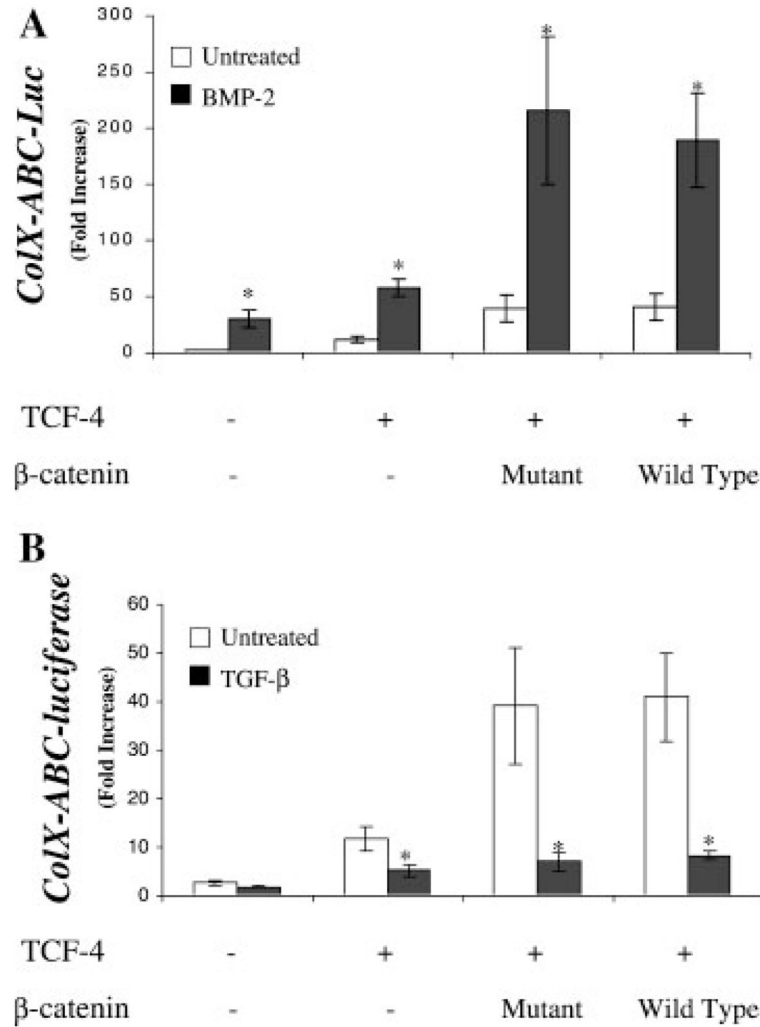 A
ColX-ABC-Luc
(Fold Increase)
300
250
200
150
100
50
0
Untreated
BMP-2
*
*
*
*
TCF-4 - + + +
β-catenin - - Mutant Wild Type
B
ColX-ABC-luciferase
(Fold Increase)
60
50
40
30
20
10
0
Untreated
TGF-β
*
*
*
TCF-4 - + + +
β-catenin - - Mutant Wild Type